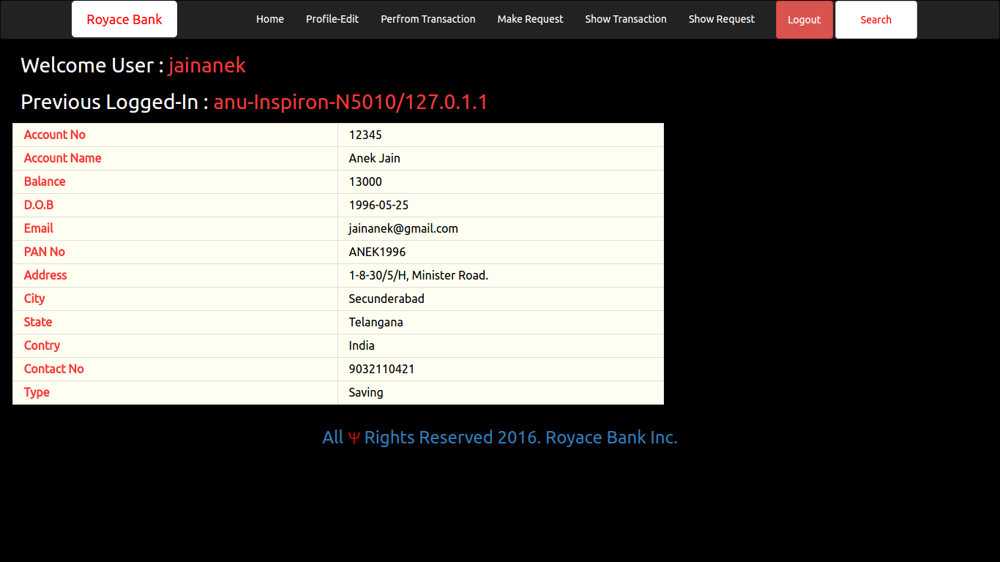 Royace Bank Home Profile-Edit Perfrom Transaction Make Request Show Transaction Show Request Logout Search
Welcome User : jainanek
Previous Logged-In : anu-Inspiron-N5010/127.0.1.1
Account No 12345
Account Name Anek Jain
Balance 13000
D.O.B 1996-05-25
Email jainanek@gmail.com
PAN No ANEK1996
Address 1-8-30/5/H, Minister Road.
City Secunderabad
State Telangana
Contry India
Contact No 9032110421
Type Saving
All Ѱ Rights Reserved 2016. Royace Bank Inc.